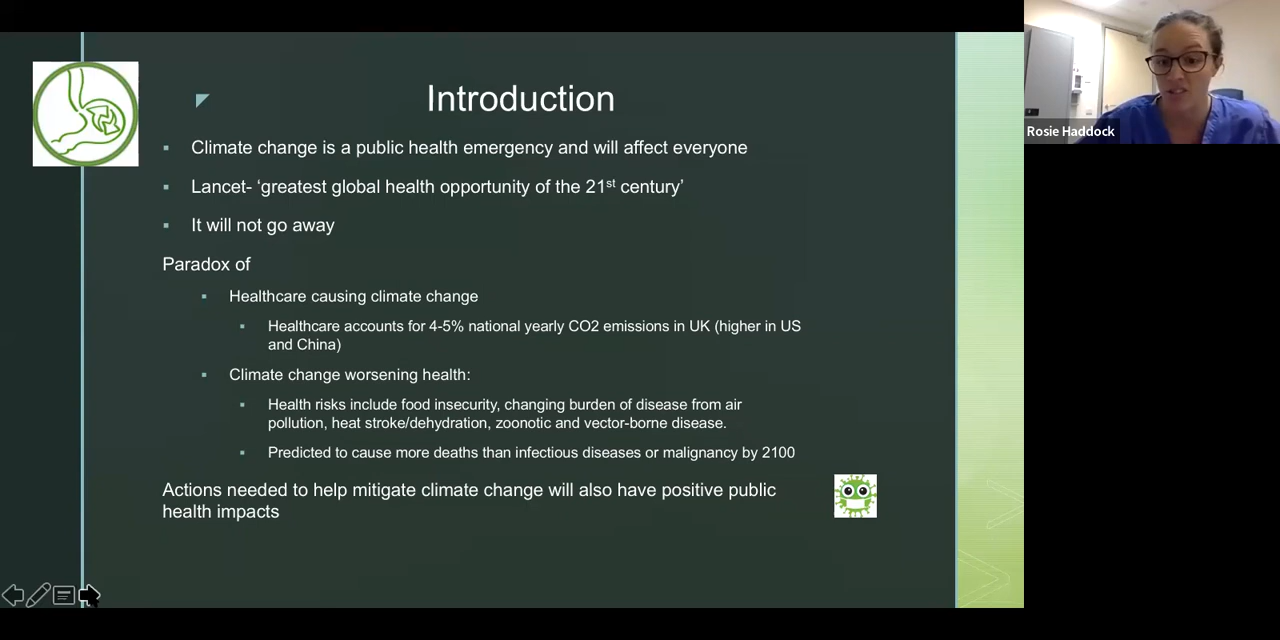 Introduction
Climate change is a public health emergency and will affect everyone
Lancet- ‘greatest global health opportunity of the 21st century’
It will not go away
Paradox of
Healthcare causing climate change
Healthcare accounts for 4-5% national yearly CO2 emissions in UK (higher in US
and China)
Climate change worsening health:
Health risks include food insecurity, changing burden of disease from air
pollution, heat stroke/dehydration, zoonotic and vector-borne disease.
Predicted to cause more deaths than infectious diseases or malignancy by 2100
Actions needed to help mitigate climate change will also have positive public
health impacts
Rosie Haddock